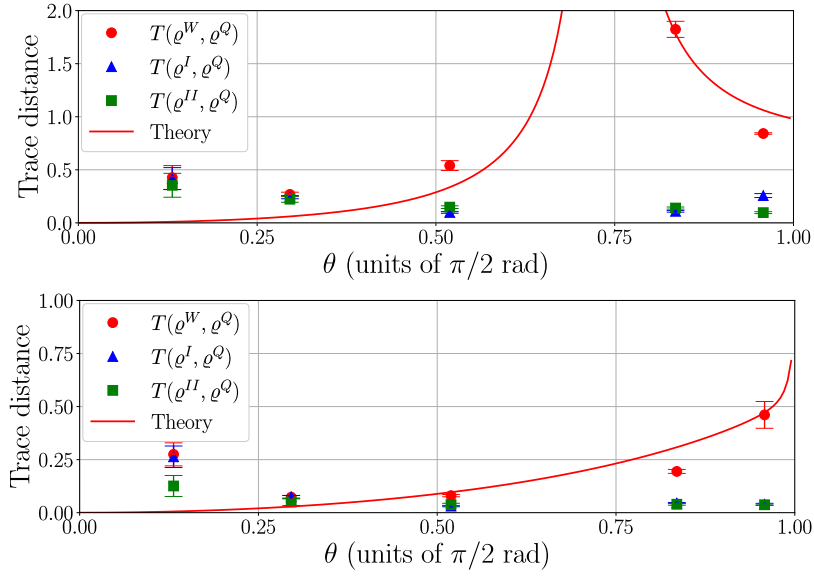 Trace distance
2.0
1.5
1.0
0.5
0.0
T(ϱ^W, ϱ^Q)
T(ϱ^I, ϱ^Q)
T(ϱ^{II}, ϱ^Q)
Theory
0.00 0.25 0.50 0.75 1.00
θ (units of π/2 rad)
Trace distance
1.00
0.75
0.50
0.25
0.00
T(ϱ^W, ϱ^Q)
T(ϱ^I, ϱ^Q)
T(ϱ^{II}, ϱ^Q)
Theory
0.00 0.25 0.50 0.75 1.00
θ (units of π/2 rad)